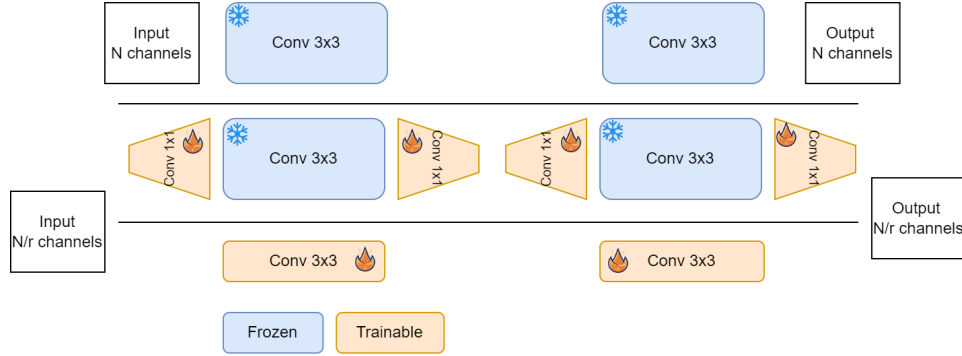 Input
N channels
Conv 3x3
Conv 3x3
Output
N channels
Conv 1x1
Conv 3x3
Conv 1x1
Conv 1x1
Conv 3x3
Conv 1x1
Input
N/r channels
Output
N/r channels
Conv 3x3
Conv 3x3
Frozen
Trainable